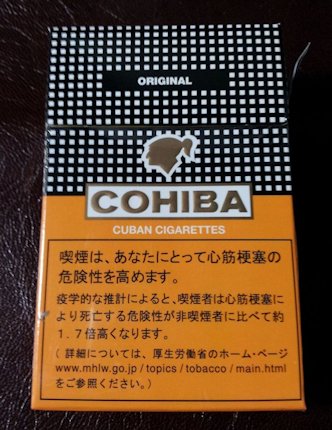 ORIGINAL
COHIBA
CUBAN CIGARETTES
喫煙は、あなたにとって心筋梗塞の
危険性を高めます。
疫学的な推計によると、喫煙者は心筋梗塞に
より死亡する危険性が非喫煙者に比べて約
1.7倍高くなります。
(詳細については、厚生労働省のホーム・ページ
www.mhlw.go.jp / topics / tobacco / main.html
をご参照ください。)